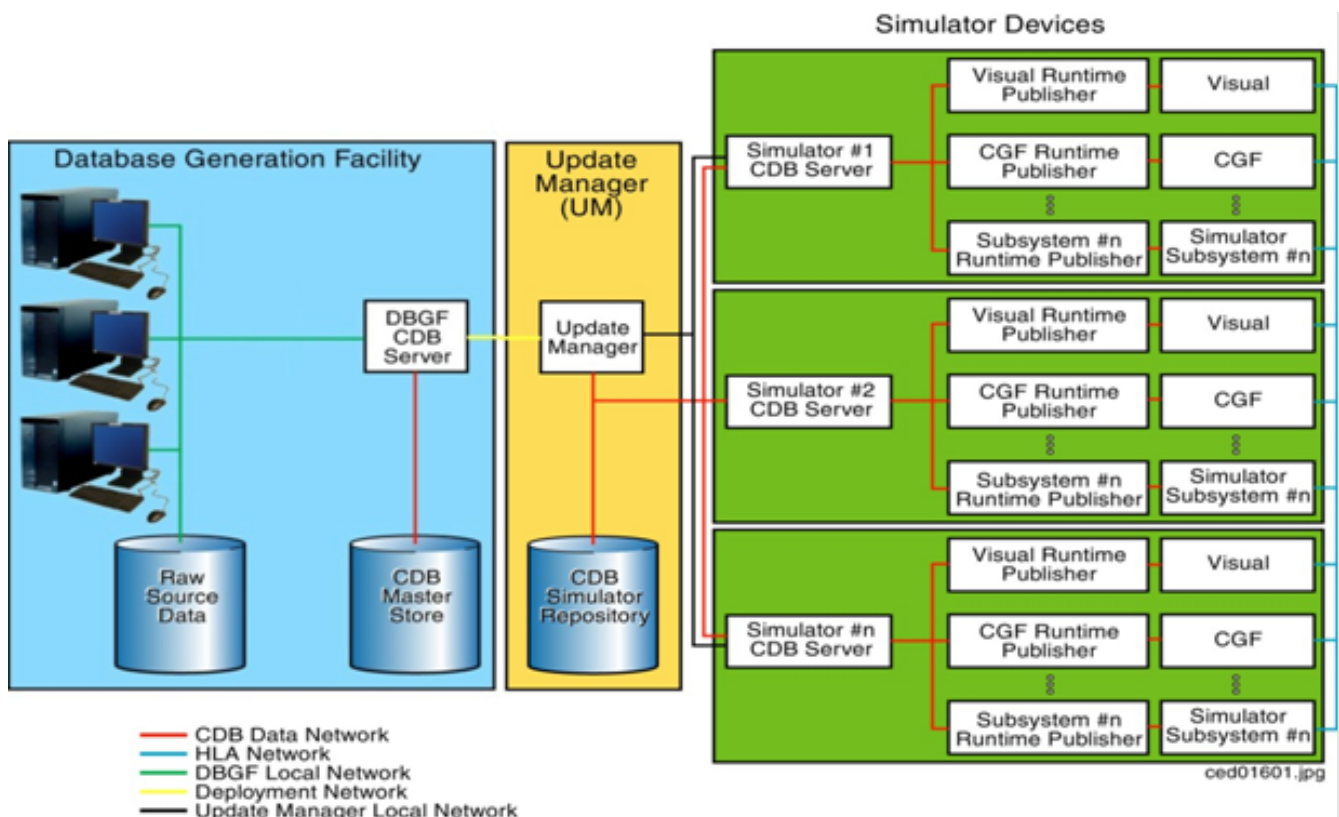 Simulator Devices
Database Generation Facility
Update
Manager
(UM)
DBGF
CDB
Server
Update
Manager
Raw
Source
Data
CDB
Master
Store
CDB
Simulator
Repository
Simulator #1
CDB Server
Visual Runtime
Publisher
Visual
CGF Runtime
Publisher
CGF
Subsystem #n
Runtime Publisher
Simulator
Subsystem #n
Simulator #2
CDB Server
Visual Runtime
Publisher
Visual
CGF Runtime
Publisher
CGF
Subsystem #n
Runtime Publisher
Simulator
Subsystem #n
Simulator #n
CDB Server
Visual Runtime
Publisher
Visual
CGF Runtime
Publisher
CGF
Subsystem #n
Runtime Publisher
Simulator
Subsystem #n
CDB Data Network
HLA Network
DBGF Local Network
Deployment Network
Update Manager Local Network
ced01601.jpg